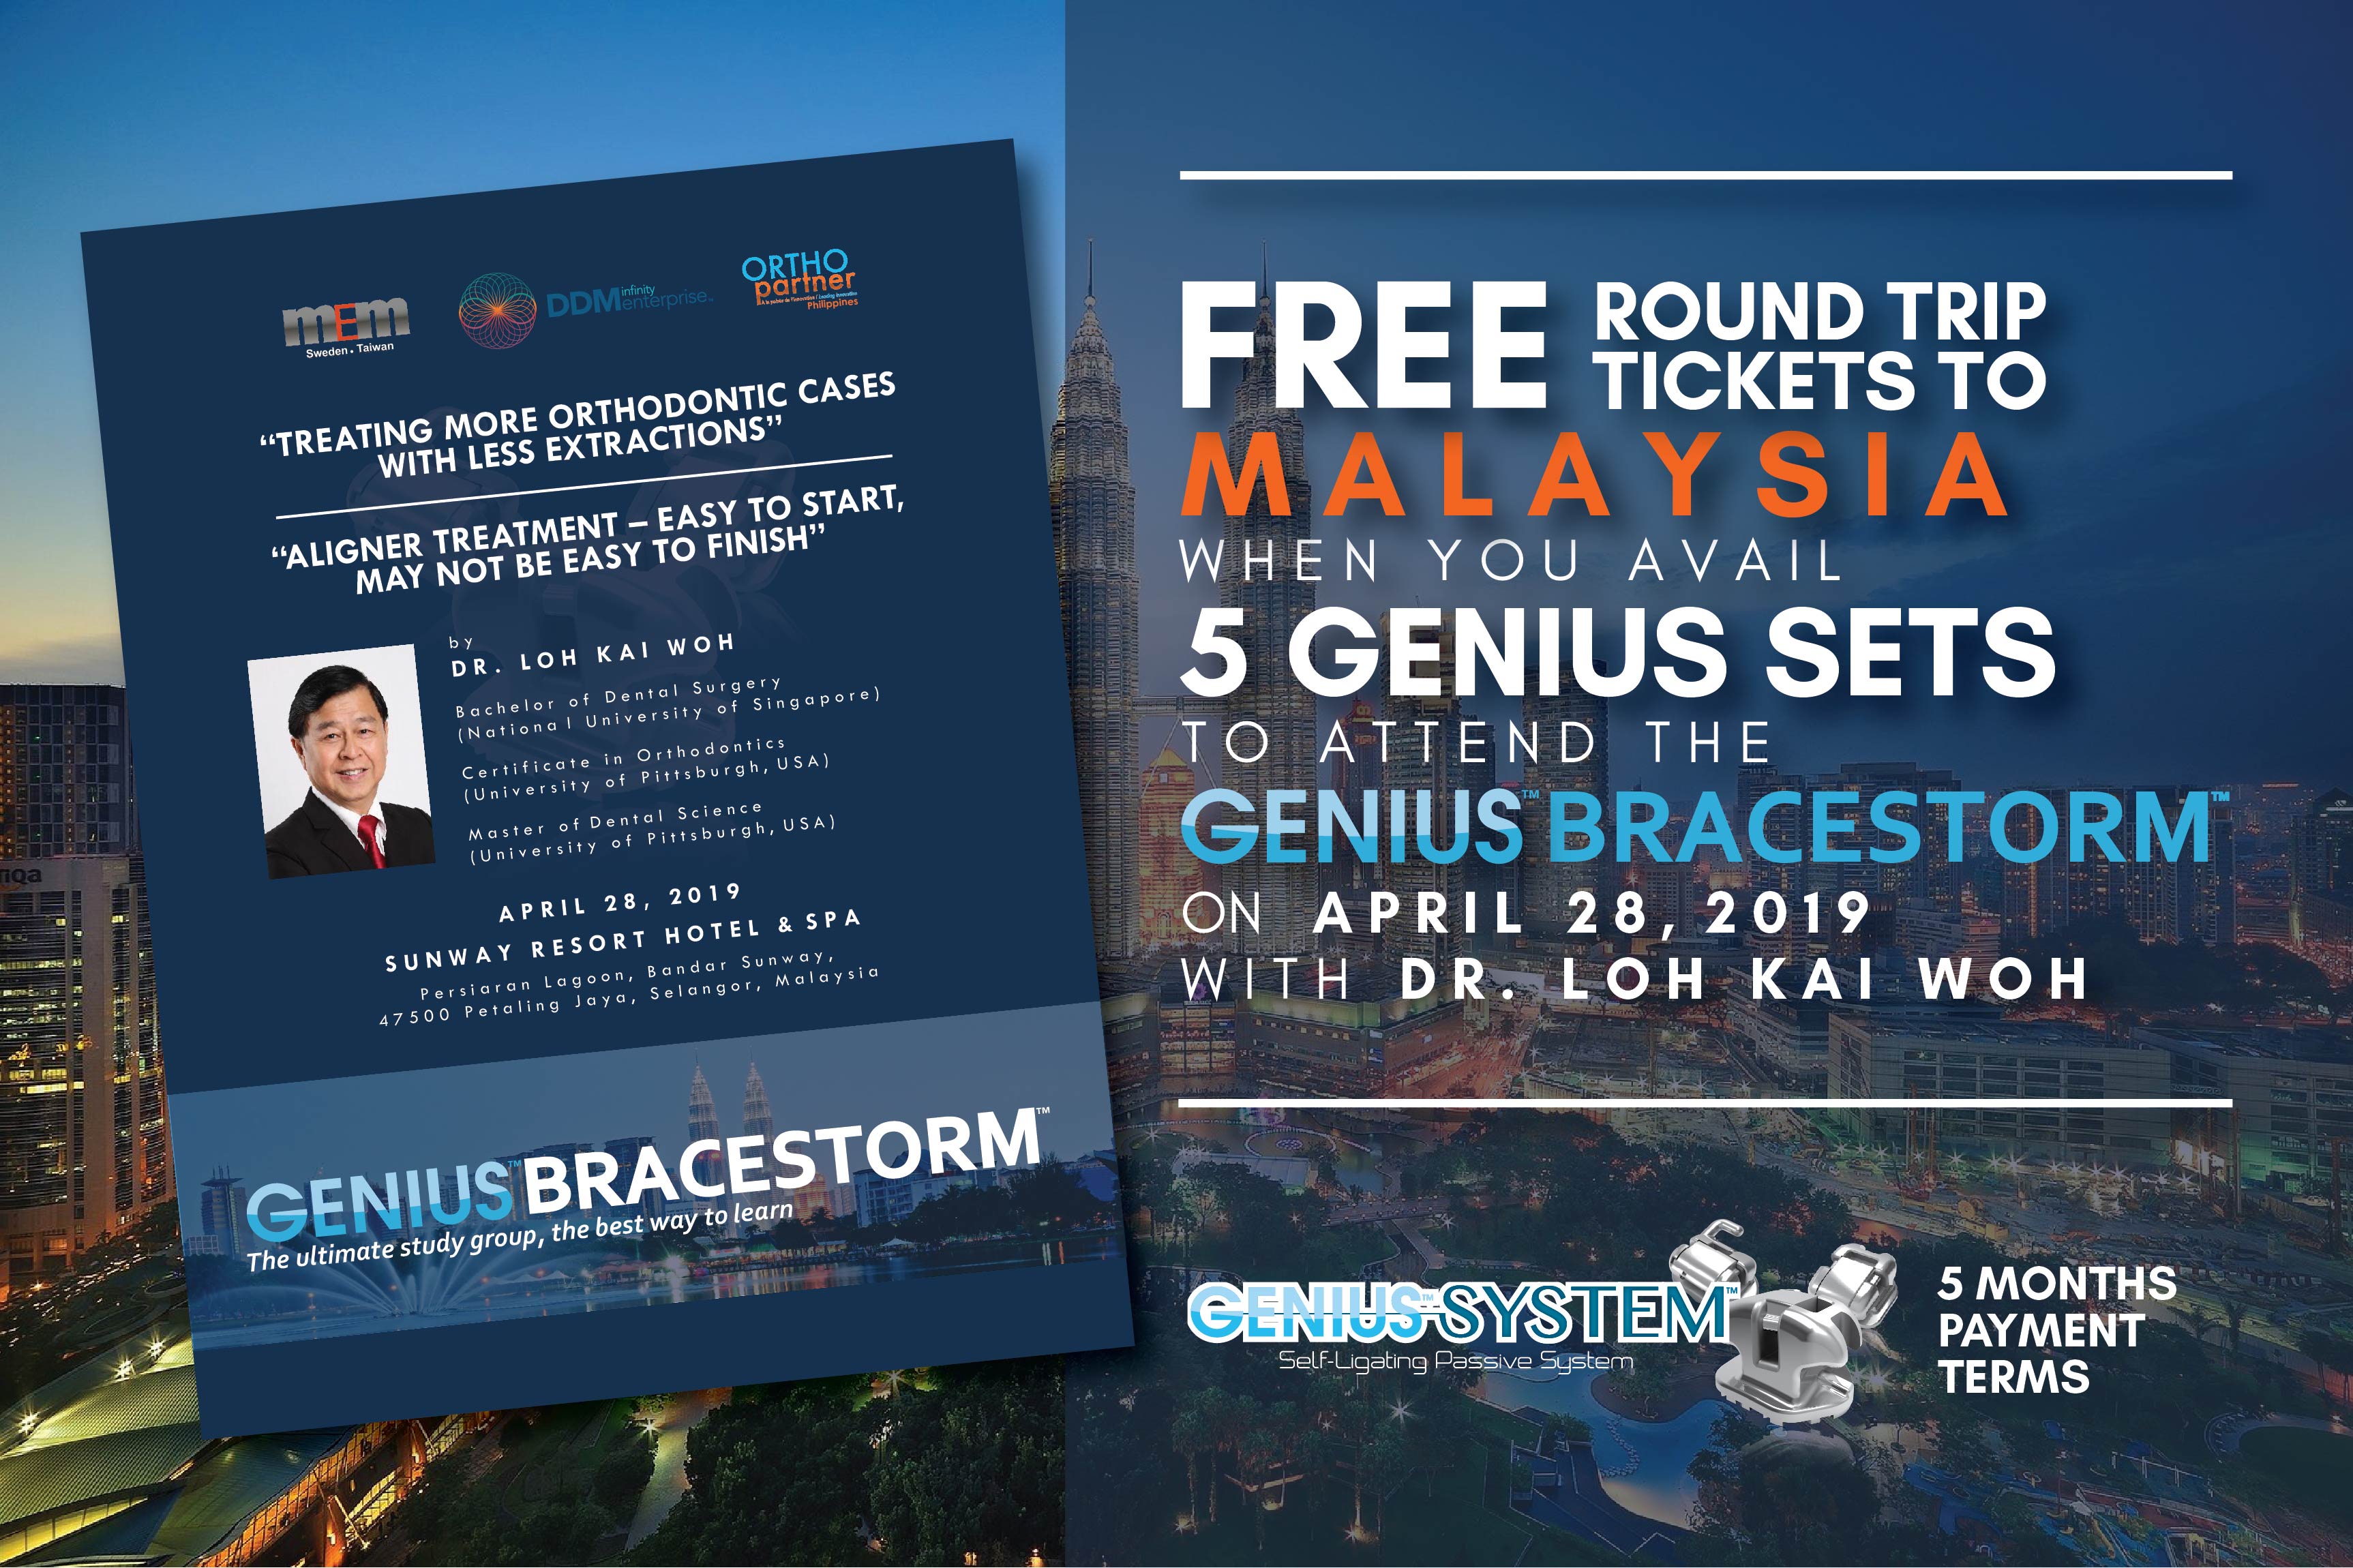 mEm
Sweden . Taiwan
DDM infinity enterprise
ORTHO
partner
À la pointe de l'innovation / Leading Innovation
Philippines
“TREATING MORE ORTHODONTIC CASES
WITH LESS EXTRACTIONS”
“ALIGNER TREATMENT – EASY TO START,
MAY NOT BE EASY TO FINISH”
by
DR. LOH KAI WOH
Bachelor of Dental Surgery
(National University of Singapore)
Certificate in Orthodontics
(University of Pittsburgh, USA)
Master of Dental Science
(University of Pittsburgh, USA)
APRIL 28, 2019
SUNWAY RESORT HOTEL & SPA
Persiaran Lagoon, Bandar Sunway,
47500 Petaling Jaya, Selangor, Malaysia
GENIUS™ BRACESTORM™
The ultimate study group, the best way to learn
FREE ROUND TRIP
TICKETS TO
MALAYSIA
WHEN YOU AVAIL
5 GENIUS SETS
TO ATTEND THE
GENIUS™ BRACESTORM™
ON APRIL 28, 2019
WITH DR. LOH KAI WOH
GENIUS™ SYSTEM™
Self-Ligating Passive System
5 MONTHS
PAYMENT
TERMS